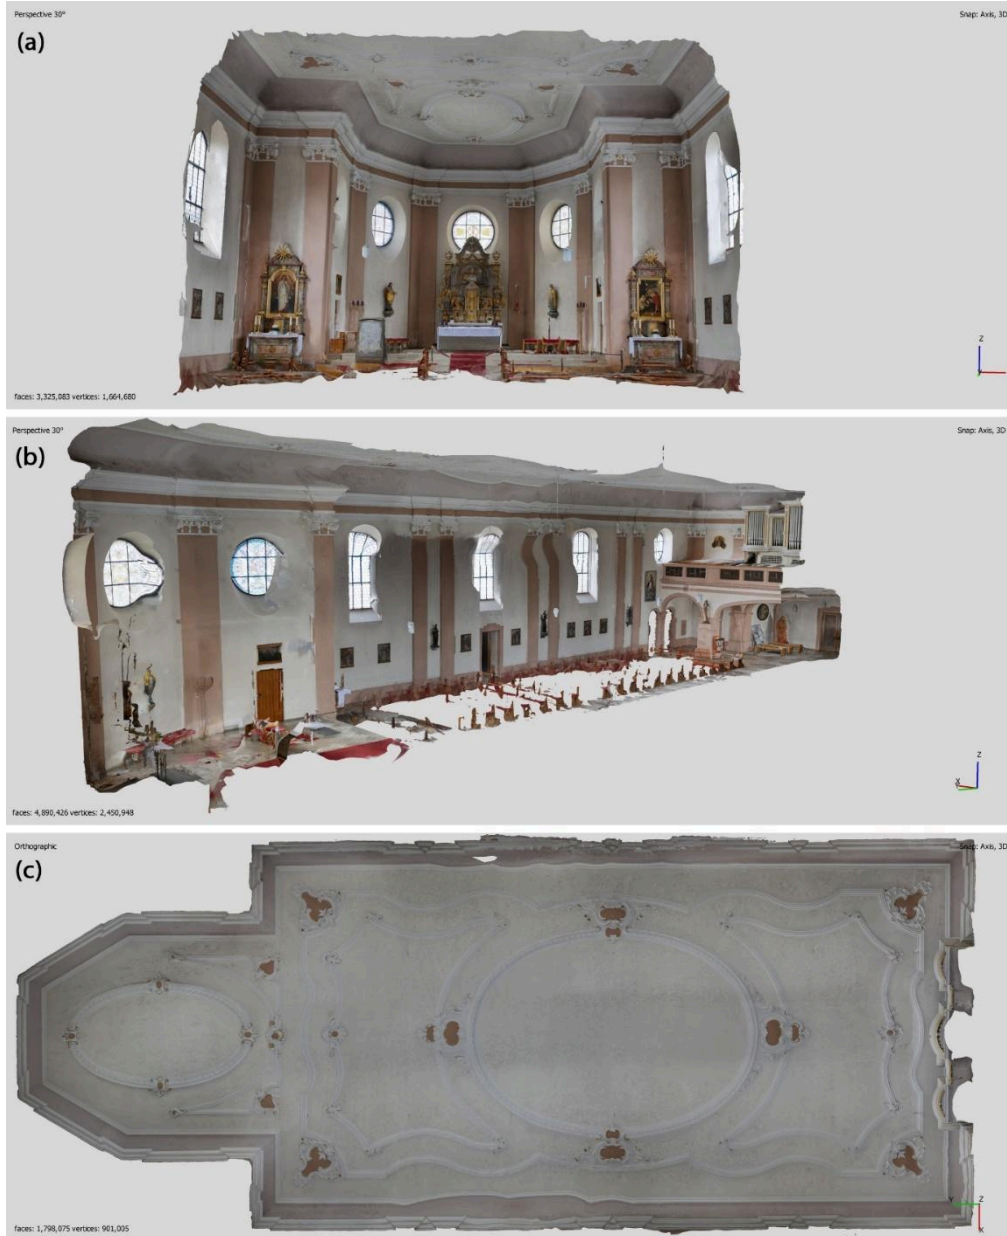 Perspective 30°
Snap: Axis, 3D
(a)
Z
faces: 3,325,083 vertices: 1,664,680
Perspective 30°
Snap: Axis, 3D
(b)
Z
X
faces: 4,890,426 vertices: 2,450,948
Orthographic
Snap: Axis, 3D
(c)
Y
Z
X
faces: 1,798,075 vertices: 901,005